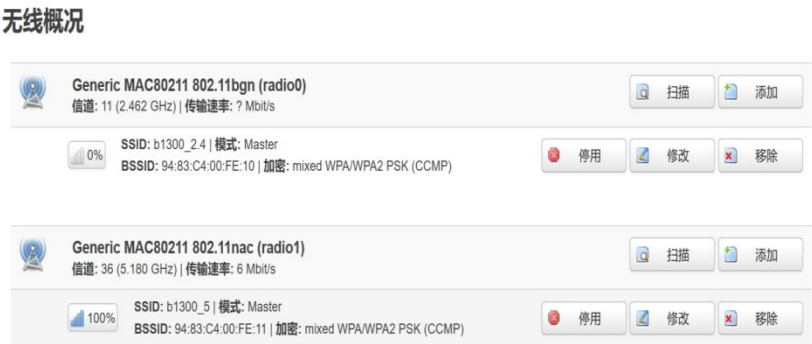 无线概况
Generic MAC80211 802.11bgn (radio0)
信道: 11 (2.462 GHz) | 传输速率: ? Mbit/s
扫描 添加
0% SSID: b1300_2.4 | 模式: Master
BSSID: 94:83:C4:00:FE:10 | 加密: mixed WPA/WPA2 PSK (CCMP)
停用 修改 移除
Generic MAC80211 802.11nac (radio1)
信道: 36 (5.180 GHz) | 传输速率: 6 Mbit/s
扫描 添加
100% SSID: b1300_5 | 模式: Master
BSSID: 94:83:C4:00:FE:11 | 加密: mixed WPA/WPA2 PSK (CCMP)
停用 修改 移除